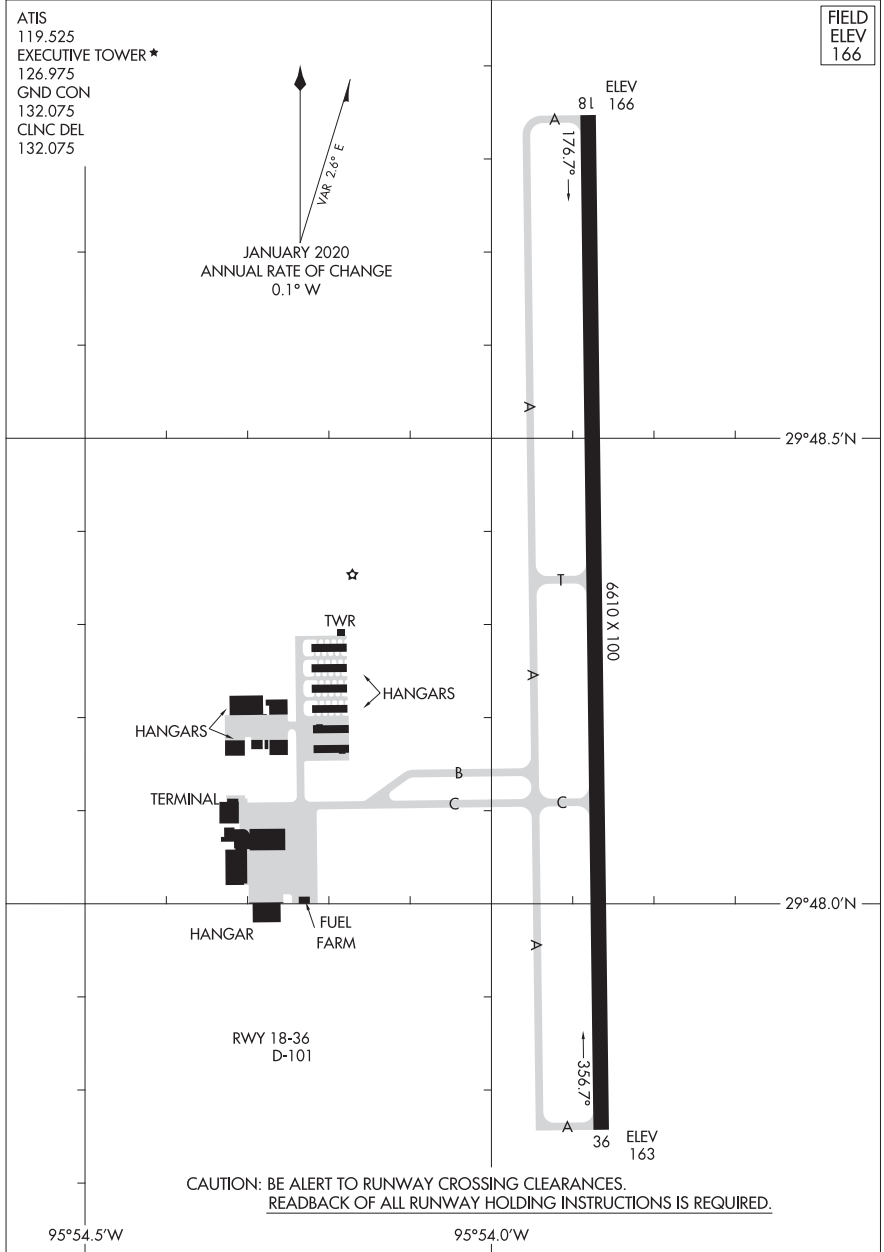 ATIS
119.525
EXECUTIVE TOWER ★
126.975
GND CON
132.075
CLNC DEL
132.075
FIELD
ELEV
166
VAR 2.6° E
JANUARY 2020
ANNUAL RATE OF CHANGE
0.1° W
18
ELEV
166
A
176.7°
A
29°48.5'N
T
6610 X 100
TWR
A
HANGARS
HANGARS
B
TERMINAL
C
C
29°48.0'N
FUEL
FARM
HANGAR
A
RWY 18-36
D-101
356.7°
A
36
ELEV
163
CAUTION: BE ALERT TO RUNWAY CROSSING CLEARANCES.
READBACK OF ALL RUNWAY HOLDING INSTRUCTIONS IS REQUIRED.
95°54.5'W
95°54.0'W